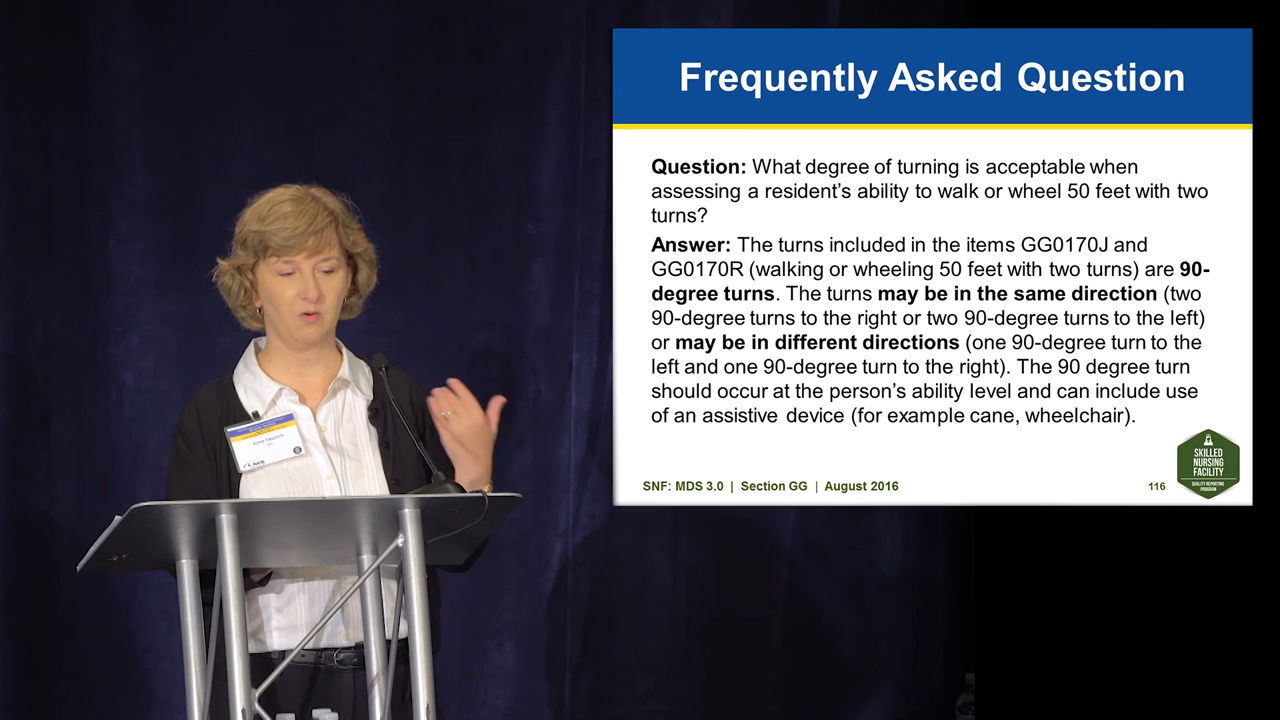 Frequently Asked Question
Question: What degree of turning is acceptable when
assessing a resident's ability to walk or wheel 50 feet with two
turns?
Answer: The turns included in the items GG0170J and
GG0170R (walking or wheeling 50 feet with two turns) are 90-
degree turns. The turns may be in the same direction (two
90-degree turns to the right or two 90-degree turns to the left)
or may be in different directions (one 90-degree turn to the
left and one 90-degree turn to the right). The 90 degree turn
should occur at the person's ability level and can include use
of an assistive device (for example cane, wheelchair).
SNF: MDS 3.0 | Section GG | August 2016
116
SKILLED
NURSING
FACILITY
QUALITY REPORTING
PROGRAM
CMS